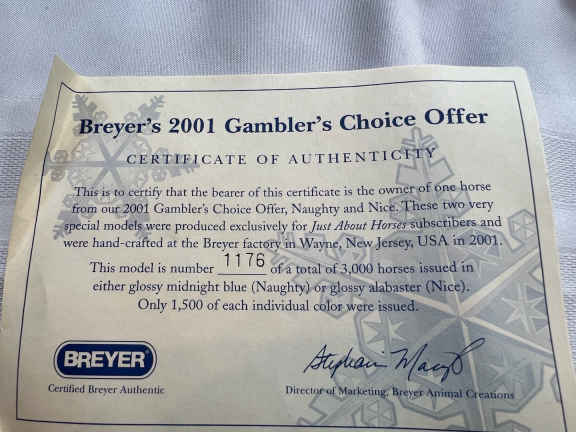 Breyer's 2001 Gambler's Choice Offer
CERTIFICATE OF AUTHENTICITY
This is to certify that the bearer of this certificate is the owner of one horse
from our 2001 Gambler's Choice Offer, Naughty and Nice. These two very
special models were produced exclusively for Just About Horses subscribers and
were hand-crafted at the Breyer factory in Wayne, New Jersey, USA in 2001.
This model is number 1176 of a total of 3,000 horses issued in
either glossy midnight blue (Naughty) or glossy alabaster (Nice).
Only 1,500 of each individual color were issued.
BREYER®
Certified Breyer Authentic
Director of Marketing, Breyer Animal Creations